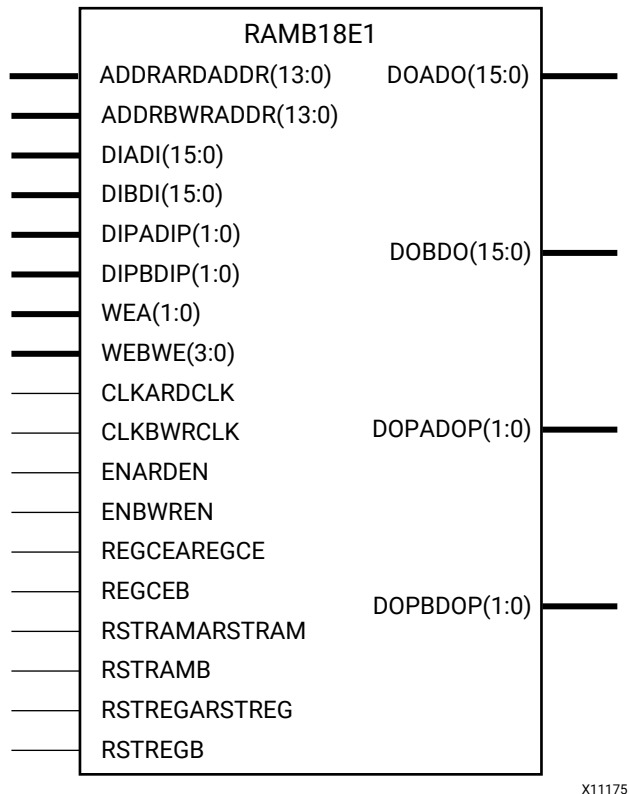 RAMB18E1
ADDRARDADDR(13:0)
DOADO(15:0)
ADDRBWRADDR(13:0)
DIADI(15:0)
DIBDI(15:0)
DIPADIP(1:0)
DOBDO(15:0)
DIPBDIP(1:0)
WEA(1:0)
WEBWE(3:0)
CLKARDCLK
CLKBWRCLK
DOPADOP(1:0)
ENARDEN
ENBWREN
REGCEAREGCE
REGCEB
DOPBDOP(1:0)
RSTRAMARSTRAM
RSTRAMB
RSTREGARSTREG
RSTREGB
X11175